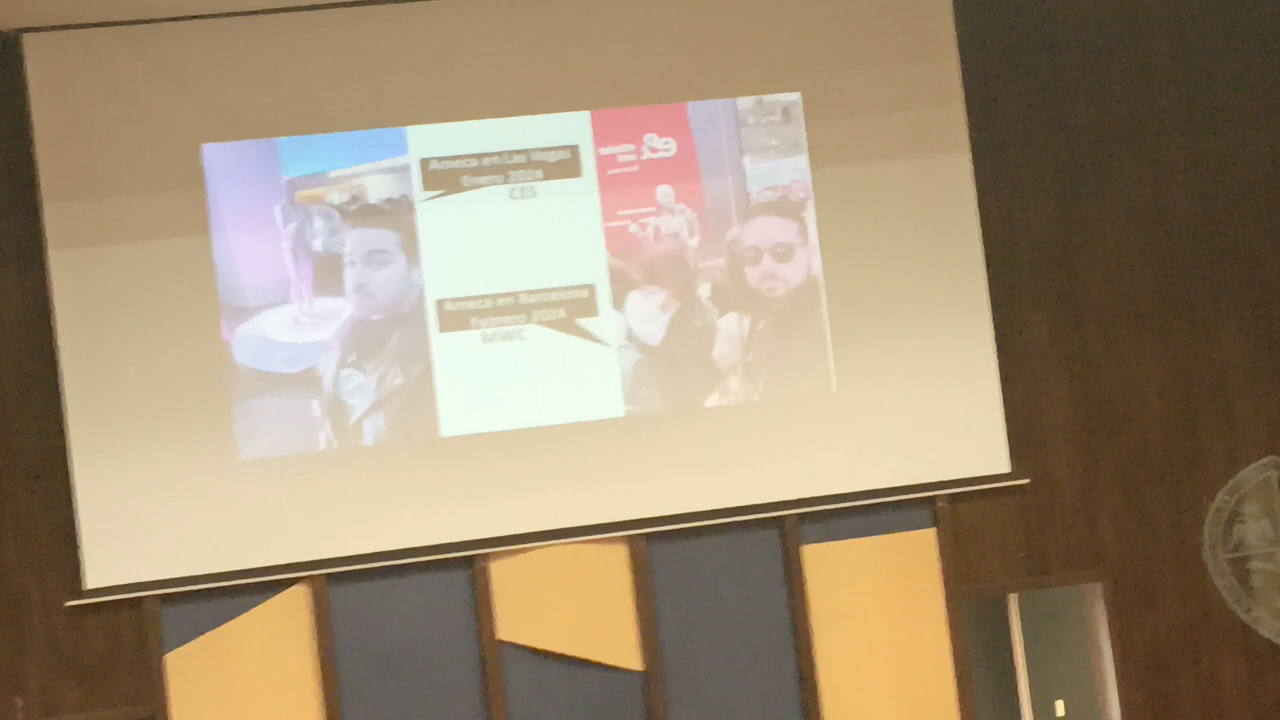 Ameca en Las Vegas
Enero 2024
CES
Ameca en Barcelona
Febrero 2024
MWC